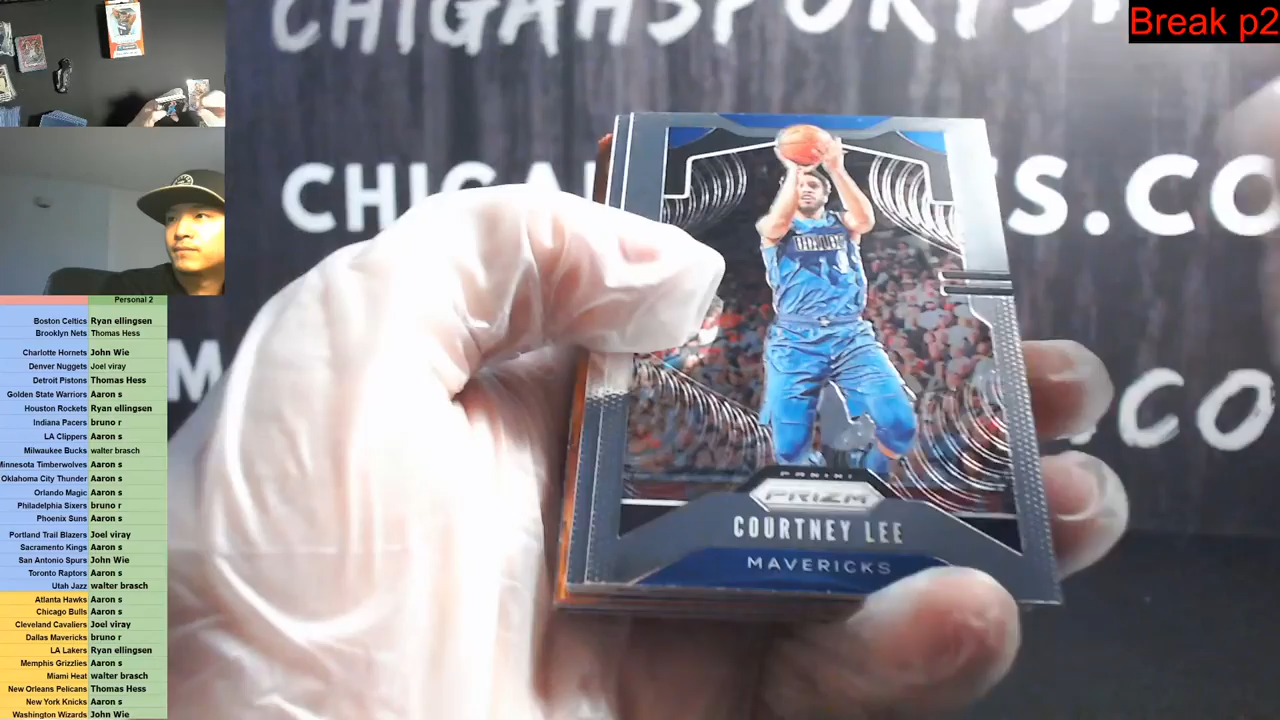 Break p2
CHIGAHSPORTS
CHIGA
TS.CO
M
CO
PANINI
PRIZM
COURTNEY LEE
MAVERICKS
Personal 2
Boston Celtics Ryan ellingsen
Brooklyn Nets Thomas Hess
Charlotte Hornets John Wie
Denver Nuggets Joel viray
Detroit Pistons Thomas Hess
Golden State Warriors Aaron s
Houston Rockets Ryan ellingsen
Indiana Pacers bruno r
LA Clippers Aaron s
Milwaukee Bucks walter brasch
Minnesota Timberwolves Aaron s
Oklahoma City Thunder Aaron s
Orlando Magic Aaron s
Philadelphia Sixers bruno r
Phoenix Suns Aaron s
Portland Trail Blazers Joel viray
Sacramento Kings Aaron s
San Antonio Spurs John Wie
Toronto Raptors Aaron s
Utah Jazz walter brasch
Atlanta Hawks Aaron s
Chicago Bulls Aaron s
Cleveland Cavaliers Joel viray
Dallas Mavericks bruno r
LA Lakers Ryan ellingsen
Memphis Grizzlies Aaron s
Miami Heat walter brasch
New Orleans Pelicans Thomas Hess
New York Knicks Aaron s
Washington Wizards John Wie